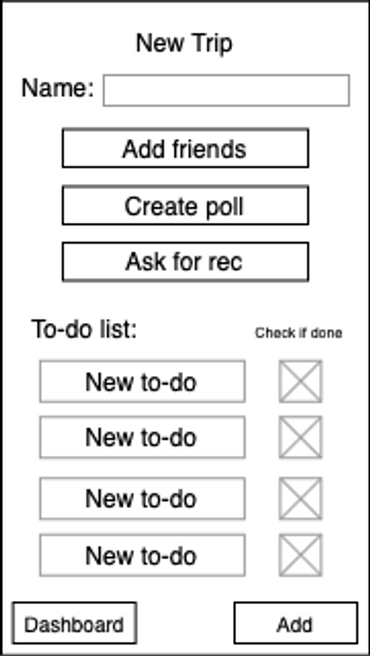 New Trip
Name:
Add friends
Create poll
Ask for rec
To-do list:
Check if done
New to-do
New to-do
New to-do
New to-do
Dashboard
Add